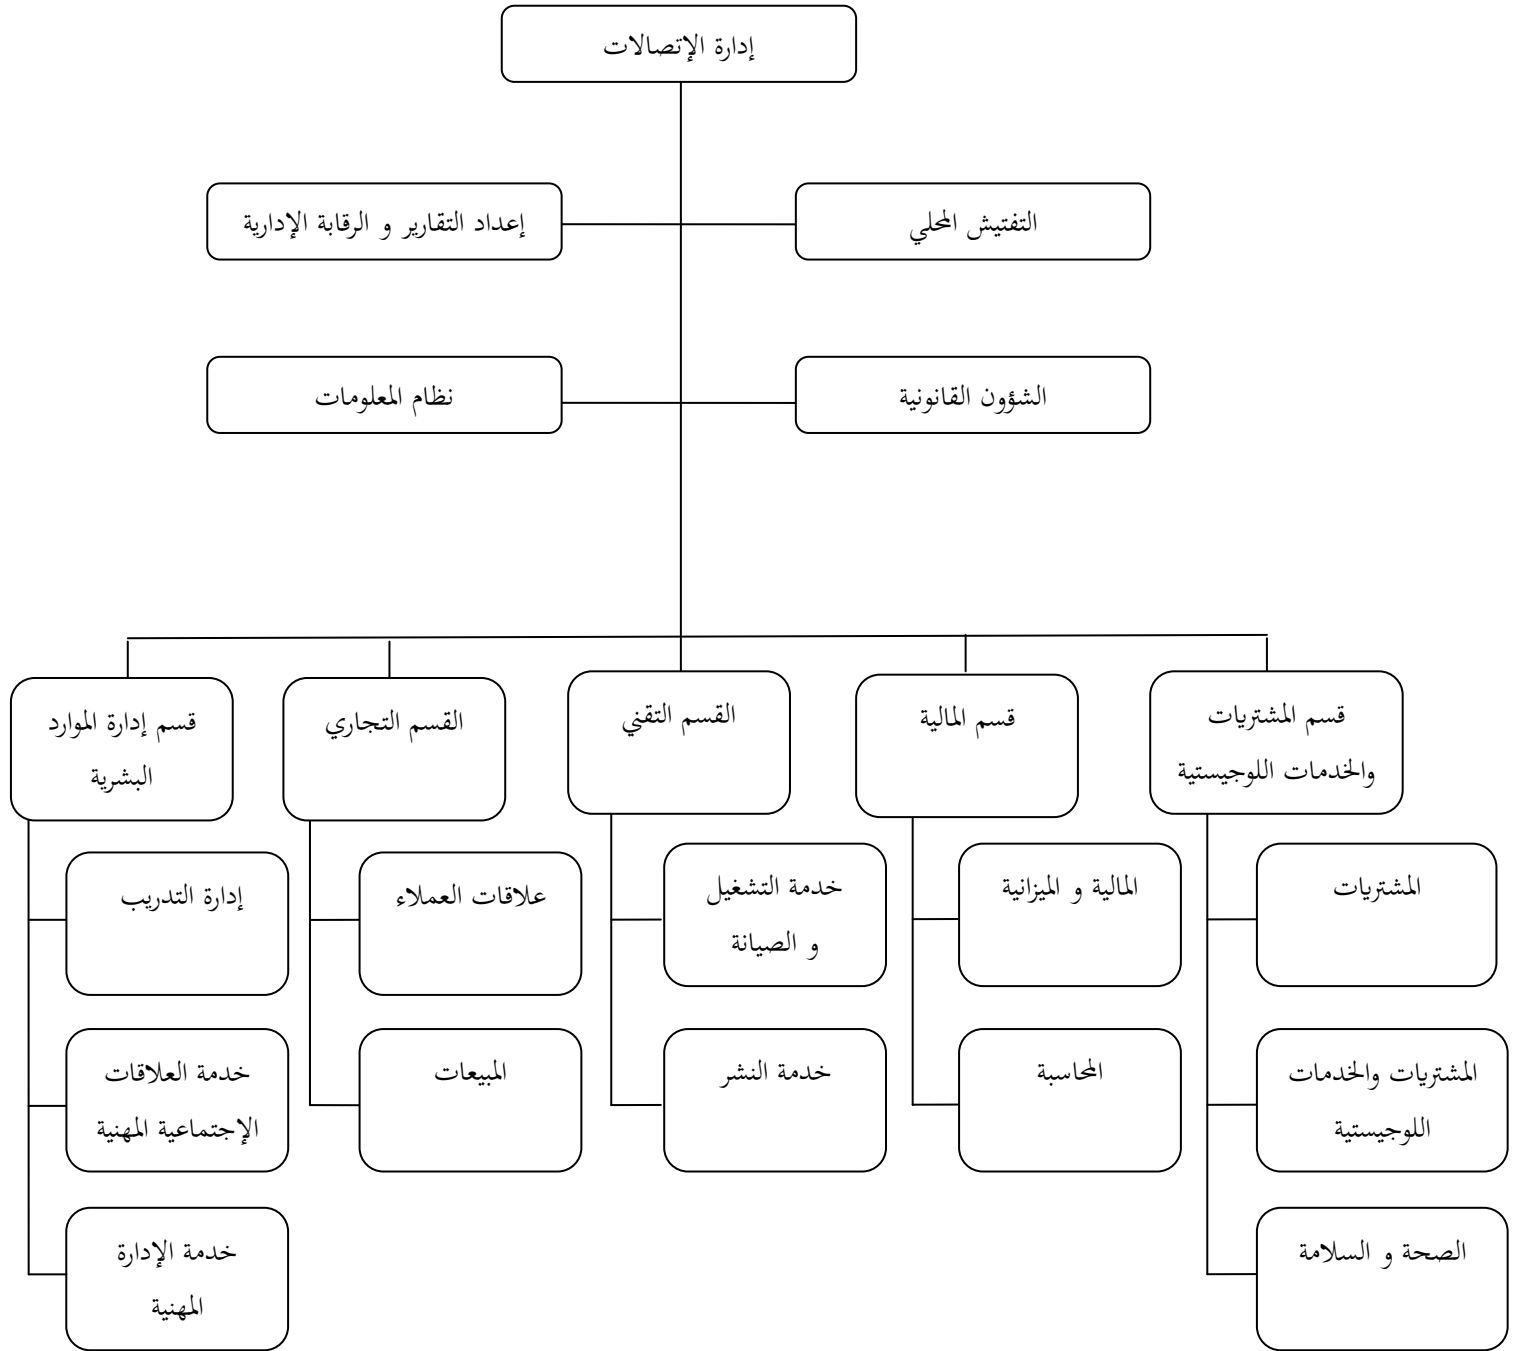 إدارة الإتصالات
التفتيش المحلي
إعداد التقارير و الرقابة الإدارية
الشؤون القانونية
نظام المعلومات
قسم المشتريات
والخدمات اللوجيستية
قسم المالية
القسم التقني
القسم التجاري
قسم إدارة الموارد
البشرية
المشتريات
المالية و الميزانية
خدمة التشغيل
و الصيانة
علاقات العملاء
إدارة التدريب
المشتريات والخدمات
اللوجيستية
المحاسبة
خدمة النشر
المبيعات
خدمة العلاقات
الإجتماعية المهنية
الصحة و السلامة
خدمة الإدارة
المهنية